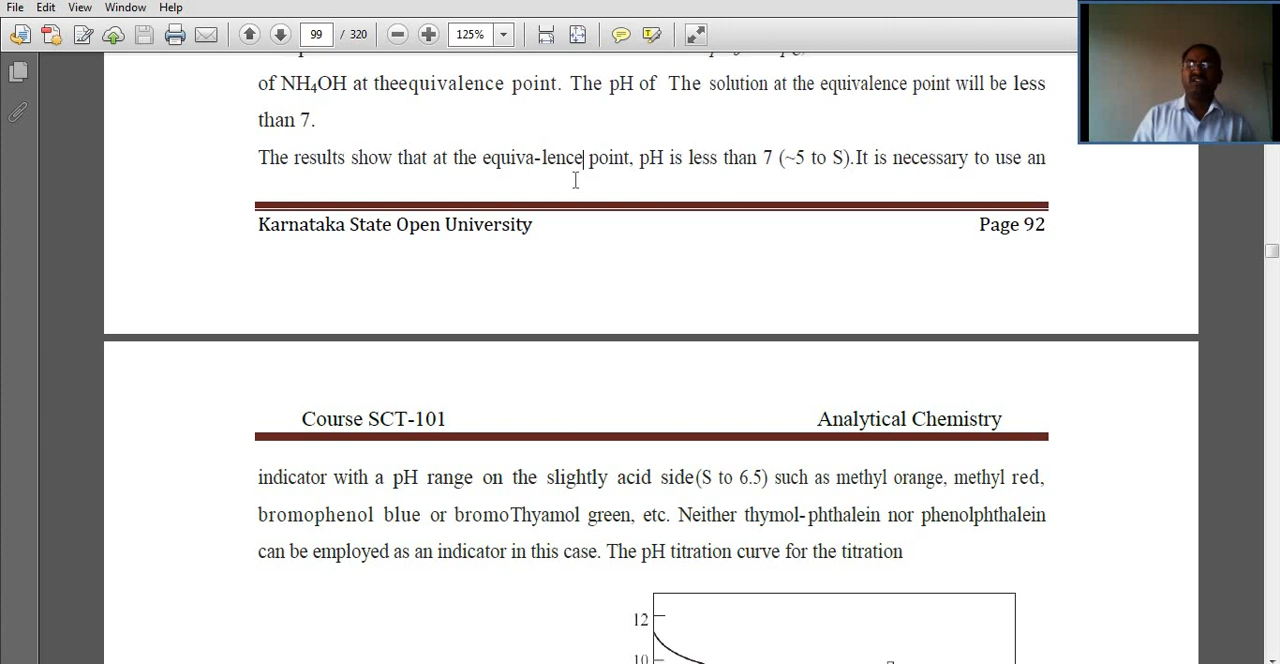 File Edit View Window Help
99 / 320 125%
of NH₄OH at theequivalence point. The pH of The solution at the equivalence point will be less
than 7.
The results show that at the equiva-lence point, pH is less than 7 (~5 to S).It is necessary to use an
Karnataka State Open University Page 92
Course SCT-101 Analytical Chemistry
indicator with a pH range on the slightly acid side(S to 6.5) such as methyl orange, methyl red,
bromophenol blue or bromoThyamol green, etc. Neither thymol-phthalein nor phenolphthalein
can be employed as an indicator in this case. The pH titration curve for the titration
12
10